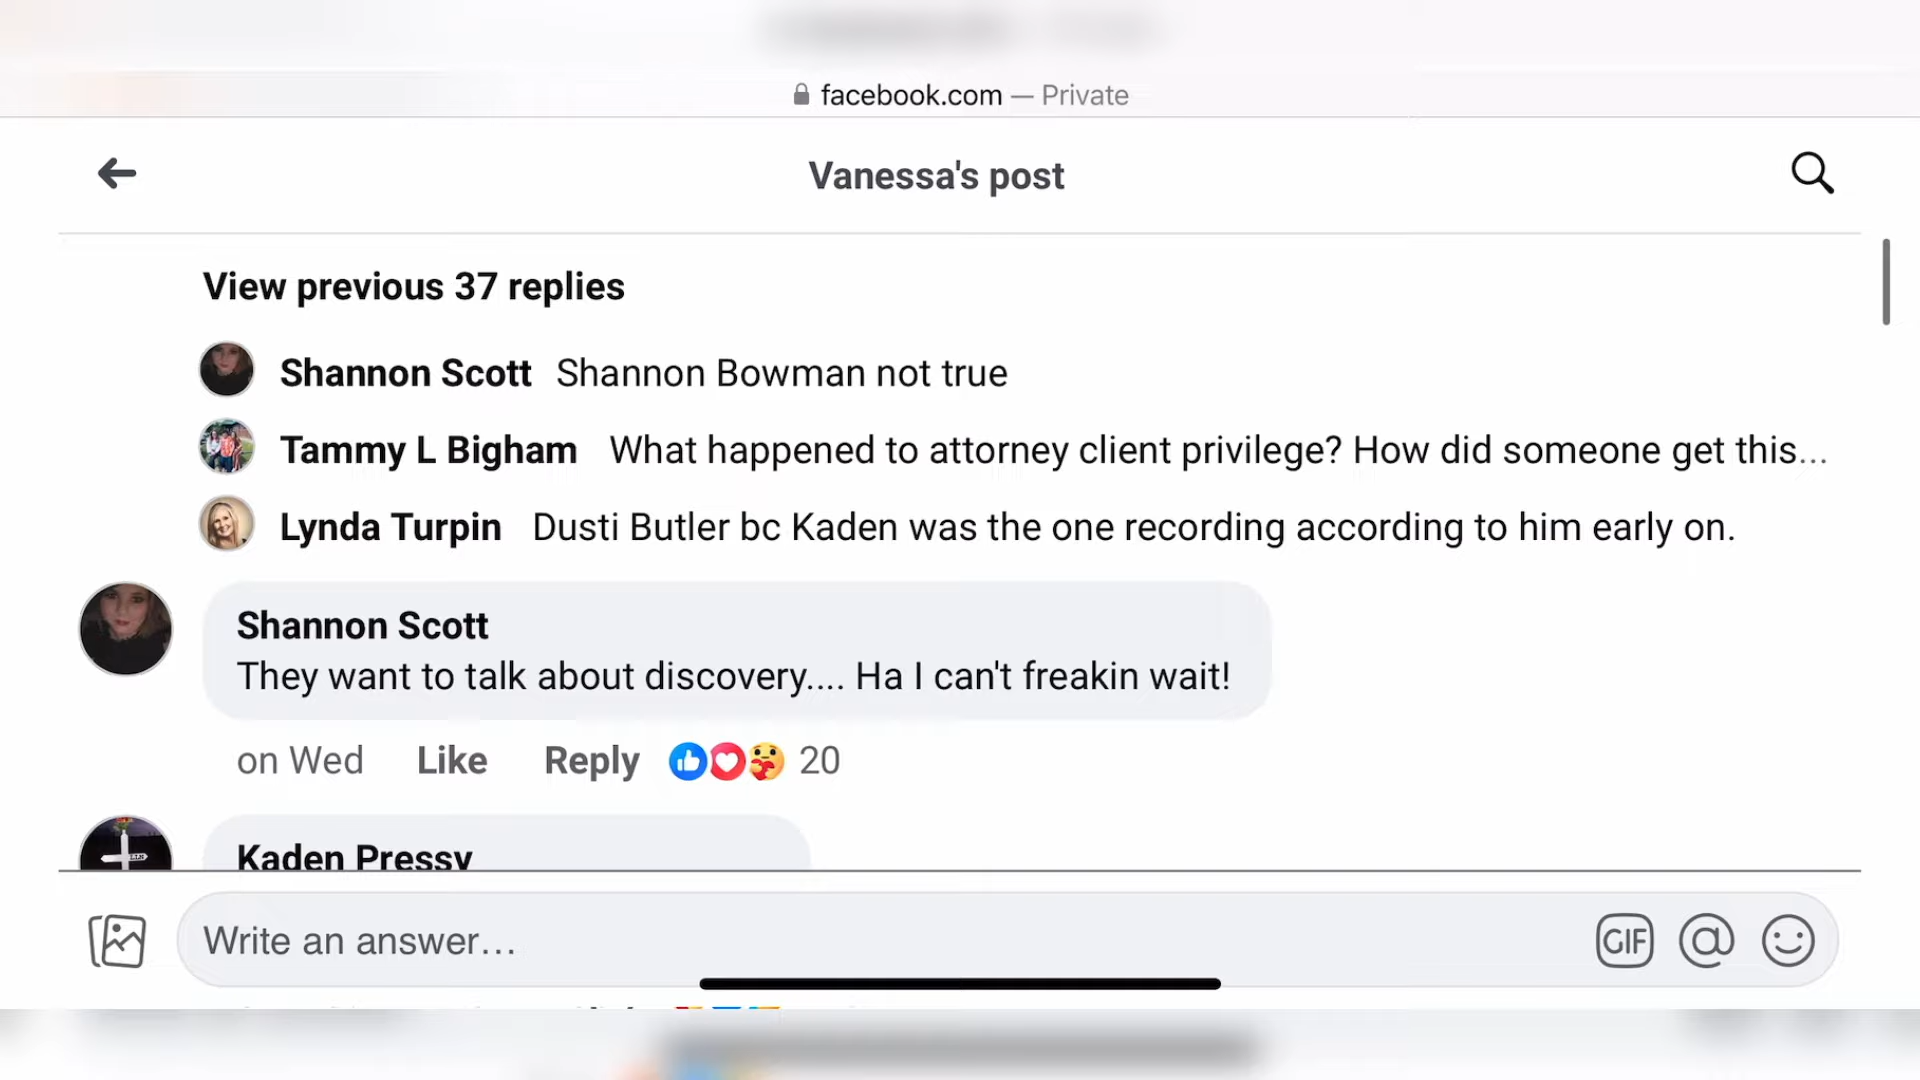 facebook.com — Private
Vanessa's post
View previous 37 replies
Shannon Scott Shannon Bowman not true
Tammy L Bigham What happened to attorney client privilege? How did someone get this...
Lynda Turpin Dusti Butler bc Kaden was the one recording according to him early on.
Shannon Scott
They want to talk about discovery.... Ha I can't freakin wait!
on Wed Like Reply 20
Kaden Pressy
Write an answer...
GIF @